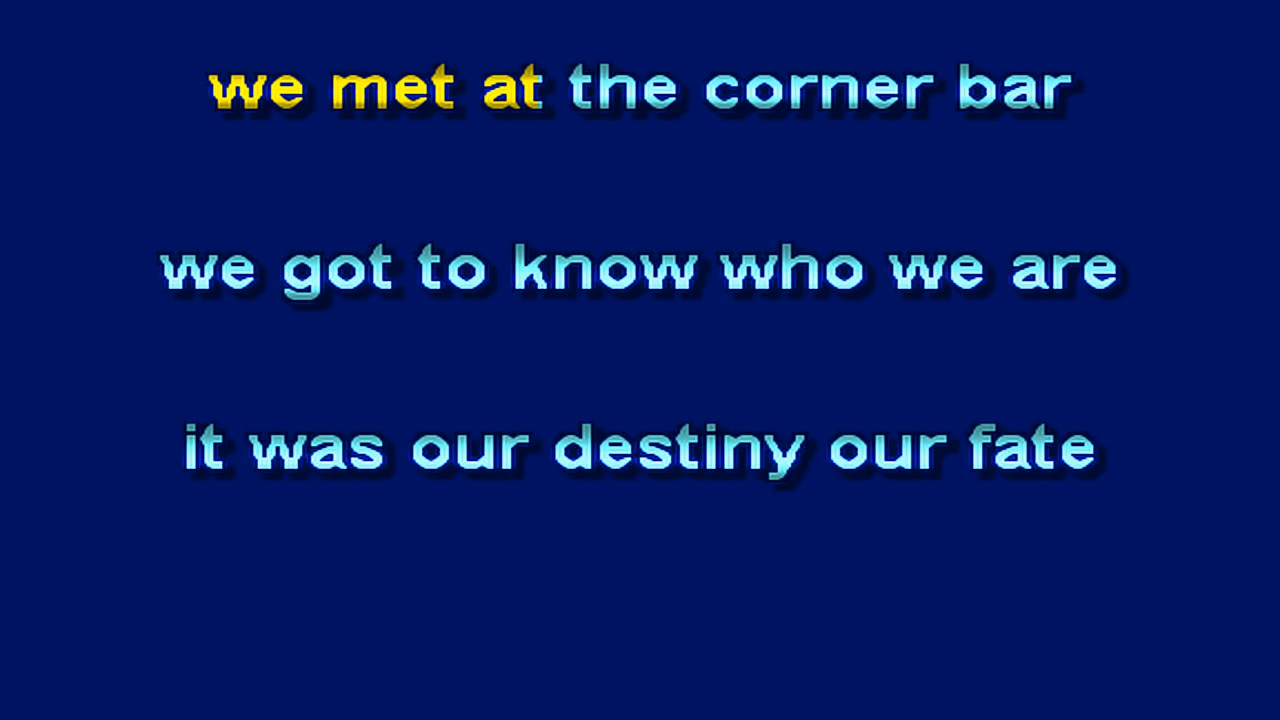 we met at the corner bar
we got to know who we are
it was our destiny our fate